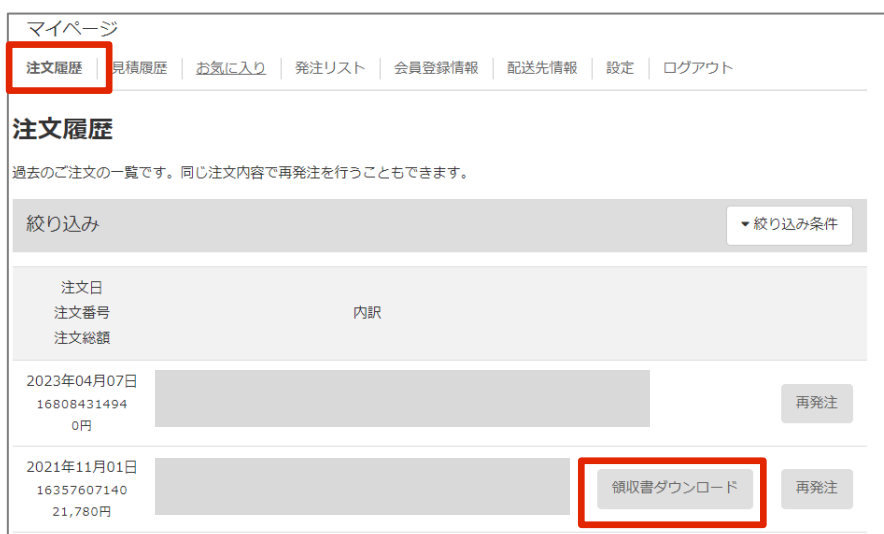 マイページ
注文履歴 見積履歴 お気に入り 発注リスト 会員登録情報 配送先情報 設定 ログアウト
注文履歴
過去のご注文の一覧です。同じ注文内容で再発注を行うこともできます。
絞り込み ▼絞り込み条件
注文日
注文番号 内訳
注文総額
2023年04月07日
16808431494 再発注
0円
2021年11月01日
16357607140 領収書ダウンロード 再発注
21,780円